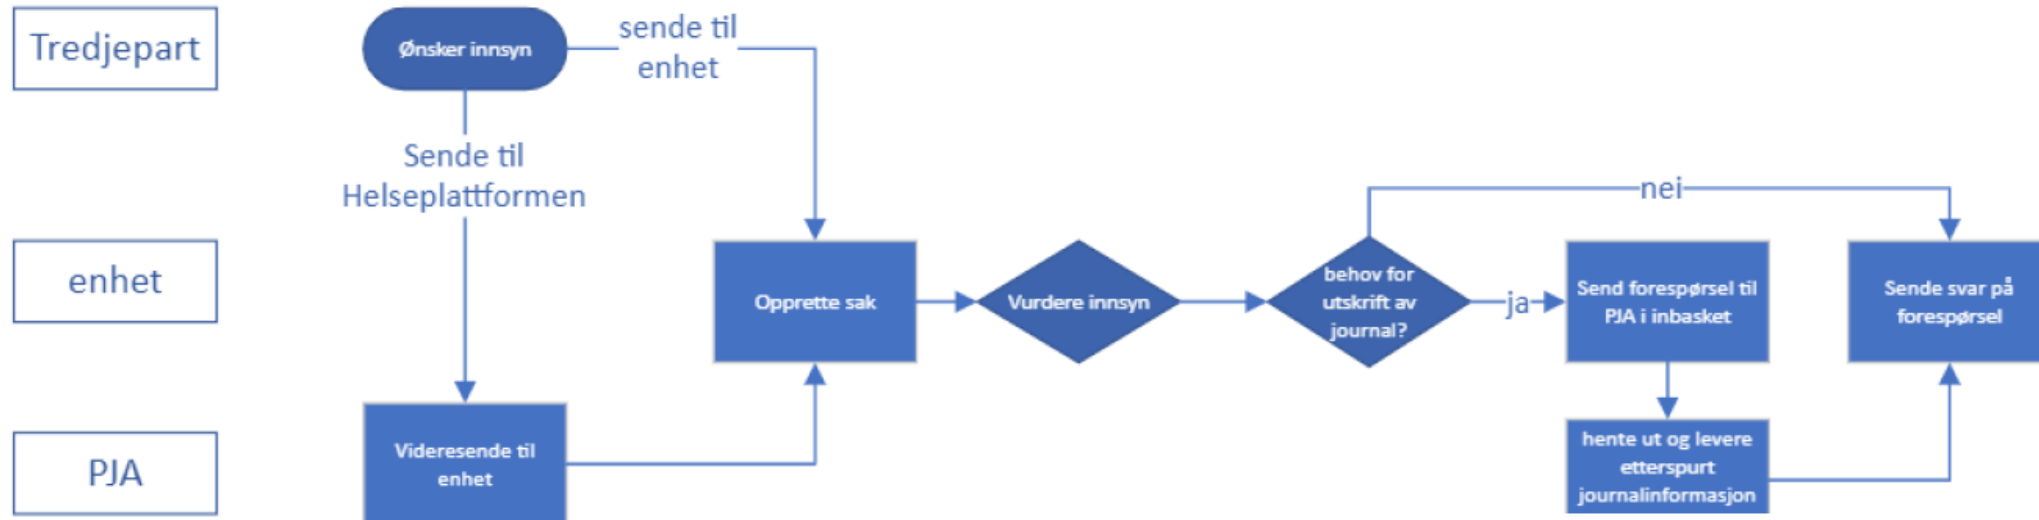 Tredjepart
Ønsker innsyn
sende til
enhet
Sende til
Helseplattformen
nei
enhet
Opprette sak
Vurdere innsyn
behov for
utskrift av
journal?
ja
Send forespørsel til
PJA i inbasket
Sende svar på
forespørsel
PJA
Videresende til
enhet
hente ut og levere
etterspurt
journalinformasjon